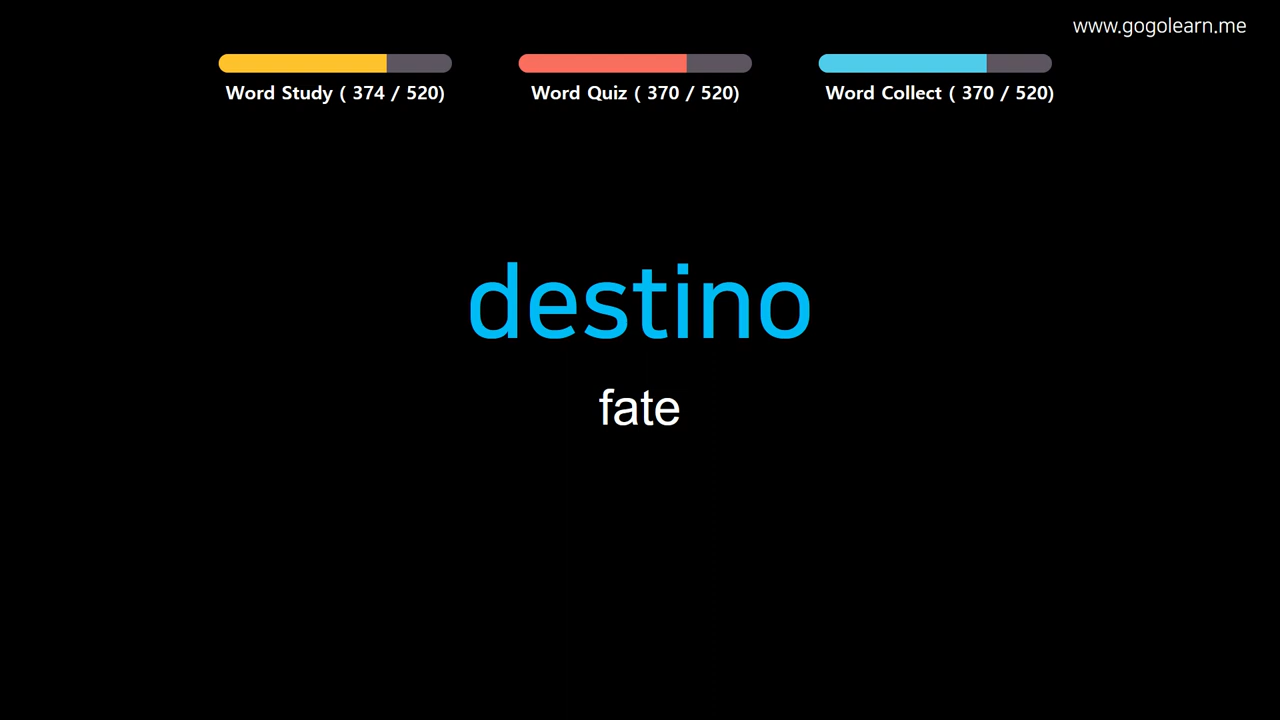 www.gogolearn.me
Word Study ( 374 / 520)
Word Quiz ( 370 / 520)
Word Collect ( 370 / 520)
destino
fate